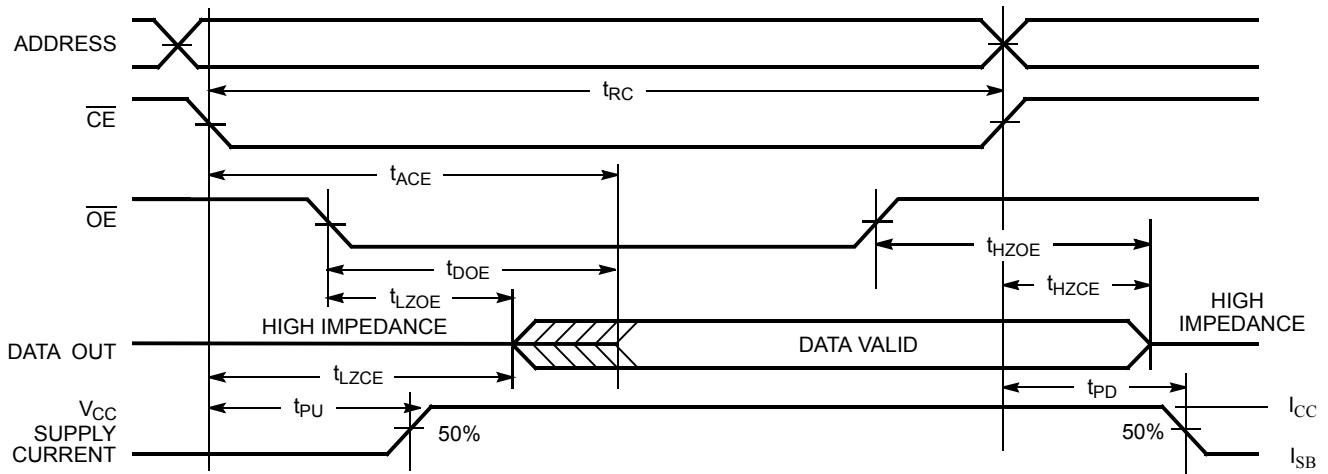 ADDRESS
tRC
CE
tACE
OE
tHZOE
tDOE
tLZOE
tHZCE
HIGH IMPEDANCE
HIGH
IMPEDANCE
DATA OUT
DATA VALID
tLZCE
tPU
tPD
VCC
SUPPLY
CURRENT
50%
50%
ICC
ISB